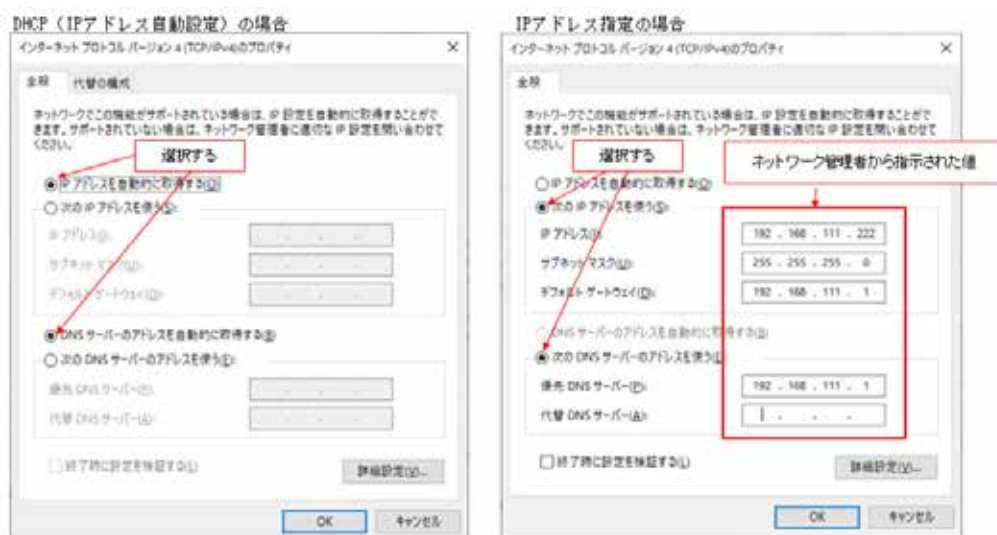 DHCP（IPアドレス自動設定）の場合
インターネット プロトコル バージョン 4 (TCP/IPv4)のプロパティ
×
全般
代替の構成
ネットワークでこの機能がサポートされている場合は、IP 設定を自動的に取得することがで
きます。サポートされていない場合は、ネットワーク管理者に適切な IP 設定を問い合わせて
ください。
選択する
IP アドレスを自動的に取得する(O)
次の IP アドレスを使う(S):
IP アドレス(I):
サブネット マスク(U):
デフォルト ゲートウェイ(D):
DNS サーバーのアドレスを自動的に取得する(B)
次の DNS サーバーのアドレスを使う(E):
優先 DNS サーバー(P):
代替 DNS サーバー(A):
終了時に設定を検証する(L)
詳細設定(V)...
OK
キャンセル
IPアドレス指定の場合
インターネット プロトコル バージョン 4 (TCP/IPv4)のプロパティ
×
全般
ネットワークでこの機能がサポートされている場合は、IP 設定を自動的に取得することがで
きます。サポートされていない場合は、ネットワーク管理者に適切な IP 設定を問い合わせて
ください。
選択する
ネットワーク管理者から指示された値
IP アドレスを自動的に取得する(O)
次の IP アドレスを使う(S):
IP アドレス(I):
192 . 168 . 111 . 222
サブネット マスク(U):
255 . 255 . 255 . 0
デフォルト ゲートウェイ(D):
192 . 168 . 111 . 1
DNS サーバーのアドレスを自動的に取得する(B)
次の DNS サーバーのアドレスを使う(E):
優先 DNS サーバー(P):
192 . 168 . 111 . 1
代替 DNS サーバー(A):
終了時に設定を検証する(L)
詳細設定(V)...
OK
キャンセル